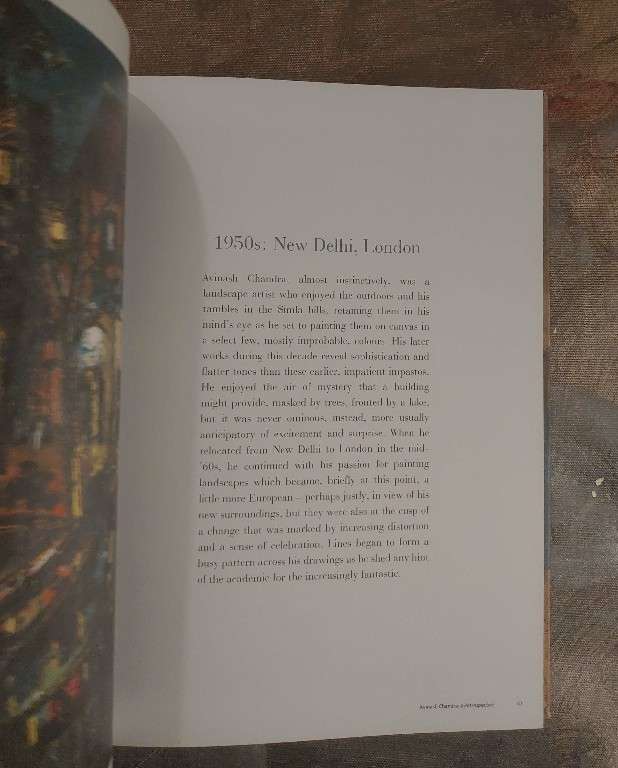 1950s: New Delhi, London
Avinash Chandra, almost instinctively, was a
landscape artist who enjoyed the outdoors and his
rambles in the Simla hills, retaining them in his
mind's eye as he set to painting them on canvas in
a select few, mostly improbable, colours. His later
works during this decade reveal sophistication and
flatter tones than these earlier, impatient impastos.
He enjoyed the air of mystery that a building
might provide, masked by trees, fronted by a lake,
but it was never ominous, instead, more usually
anticipatory of excitement and surprise. When he
relocated from New Delhi to London in the mid-
'60s, he continued with his passion for painting
landscapes which became, briefly at this point, a
little more European – perhaps justly, in view of his
new surroundings, but they were also at the cusp of
a change that was marked by increasing distortion
and a sense of celebration. Lines began to form a
busy pattern across his drawings as he shed any hint
of the academic for the increasingly fantastic.
Avinash Chandra: a Retrospective